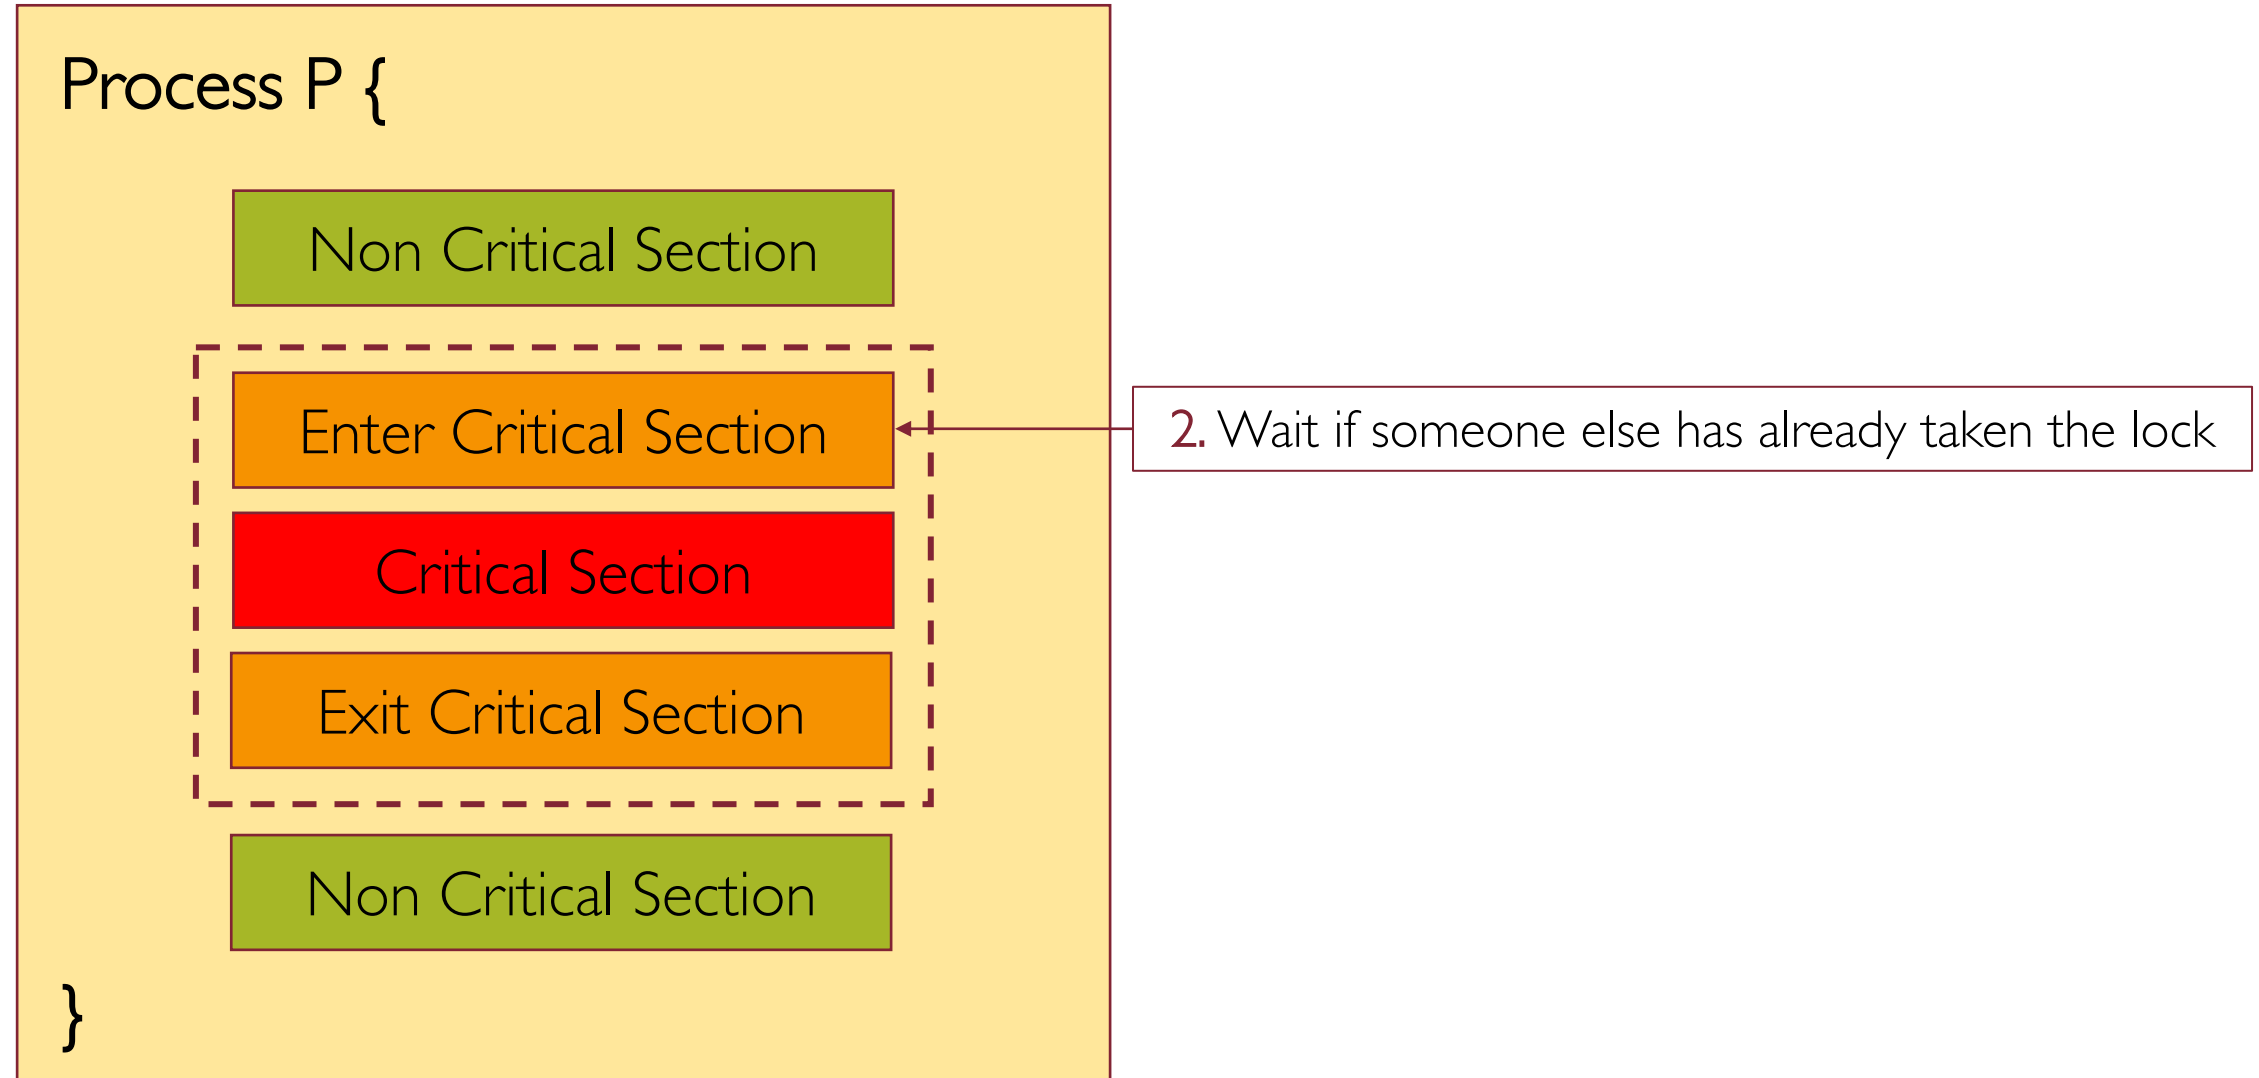 Process P {
Non Critical Section
Enter Critical Section
2. Wait if someone else has already taken the lock
Critical Section
Exit Critical Section
Non Critical Section
}